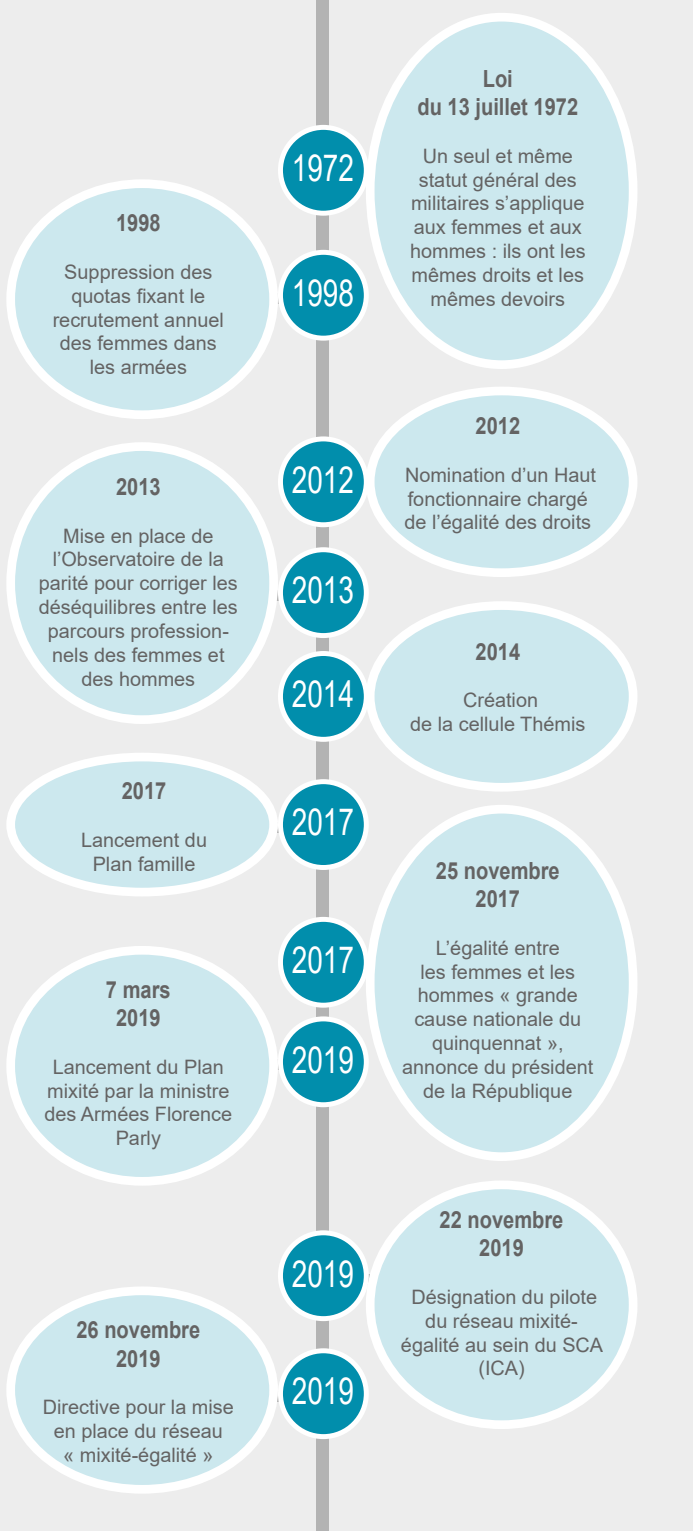 1972
Loi
du 13 juillet 1972
Un seul et même
statut général des
militaires s’applique
aux femmes et aux
hommes : ils ont les
mêmes droits et les
mêmes devoirs
1998
1998
Suppression des
quotas fixant le
recrutement annuel
des femmes dans
les armées
2012
2012
Nomination d’un Haut
fonctionnaire chargé
de l’égalité des droits
2013
2013
Mise en place de
l’Observatoire de la
parité pour corriger les
déséquilibres entre les
parcours profession-
nels des femmes et
des hommes
2014
2014
Création
de la cellule Thémis
2017
2017
Lancement du
Plan famille
2017
25 novembre
2017
L’égalité entre
les femmes et les
hommes « grande
cause nationale du
quinquennat »,
annonce du président
de la République
2019
7 mars
2019
Lancement du Plan
mixité par la ministre
des Armées Florence
Parly
2019
22 novembre
2019
Désignation du pilote
du réseau mixité-
égalité au sein du SCA
(ICA)
2019
26 novembre
2019
Directive pour la mise
en place du réseau
« mixité-égalité »